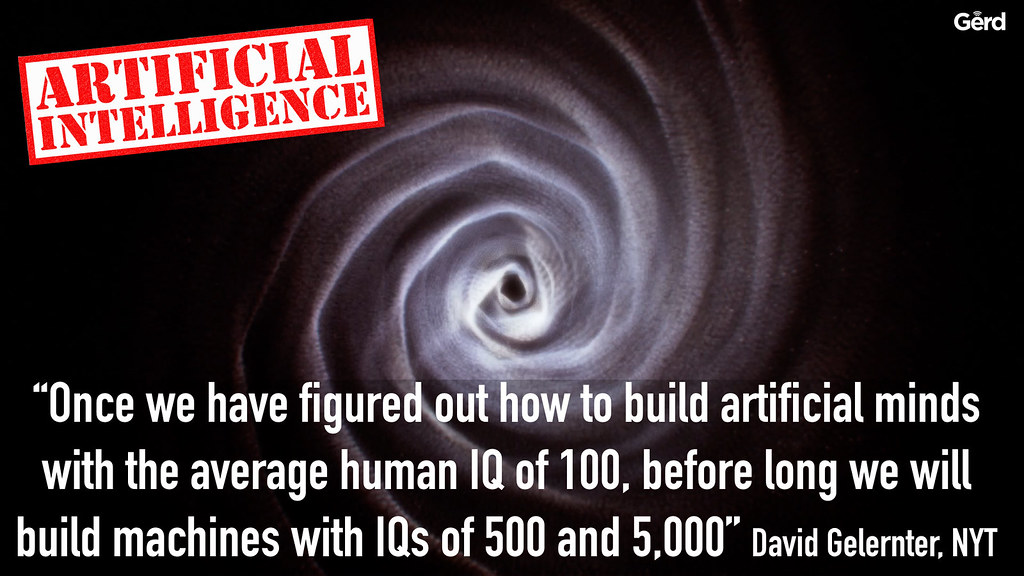 Gerd
ARTIFICIAL
INTELLIGENCE
“Once we have figured out how to build artificial minds
with the average human IQ of 100, before long we will
build machines with IQs of 500 and 5,000” David Gelernter, NYT